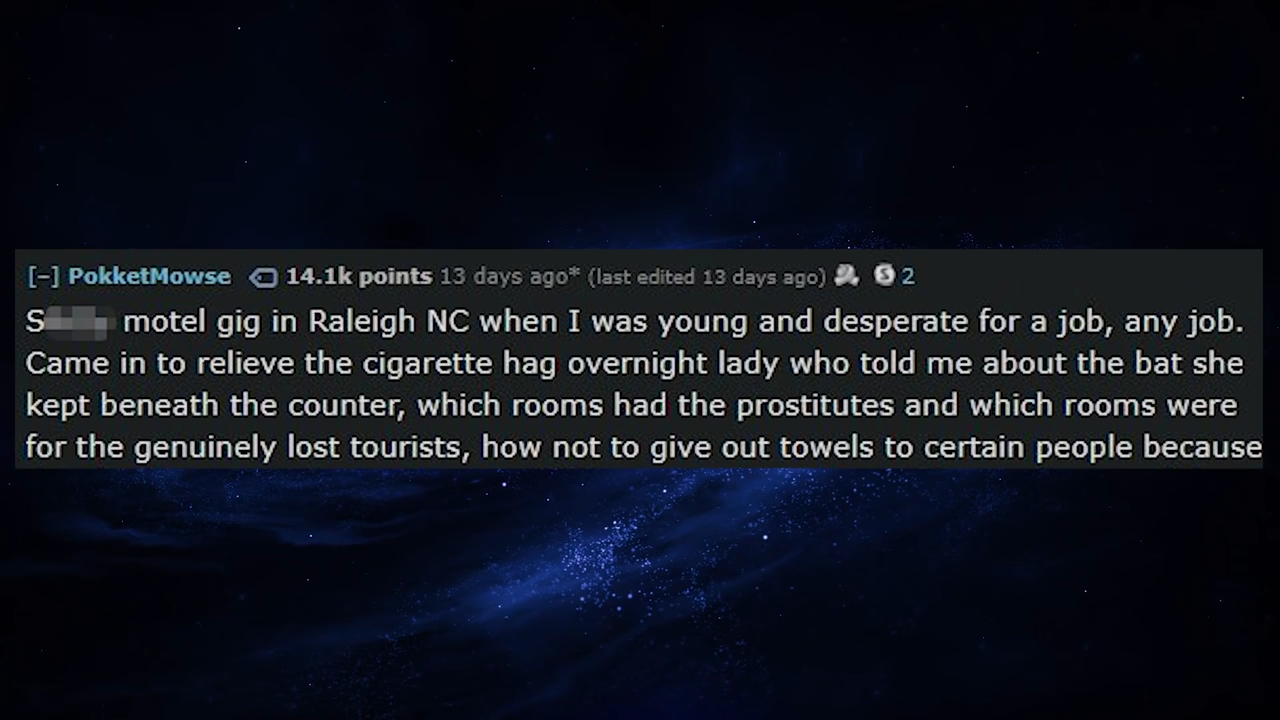 [–] PokketMowse 14.1k points 13 days ago* (last edited 13 days ago) 2
S motel gig in Raleigh NC when I was young and desperate for a job, any job.
Came in to relieve the cigarette hag overnight lady who told me about the bat she
kept beneath the counter, which rooms had the prostitutes and which rooms were
for the genuinely lost tourists, how not to give out towels to certain people because